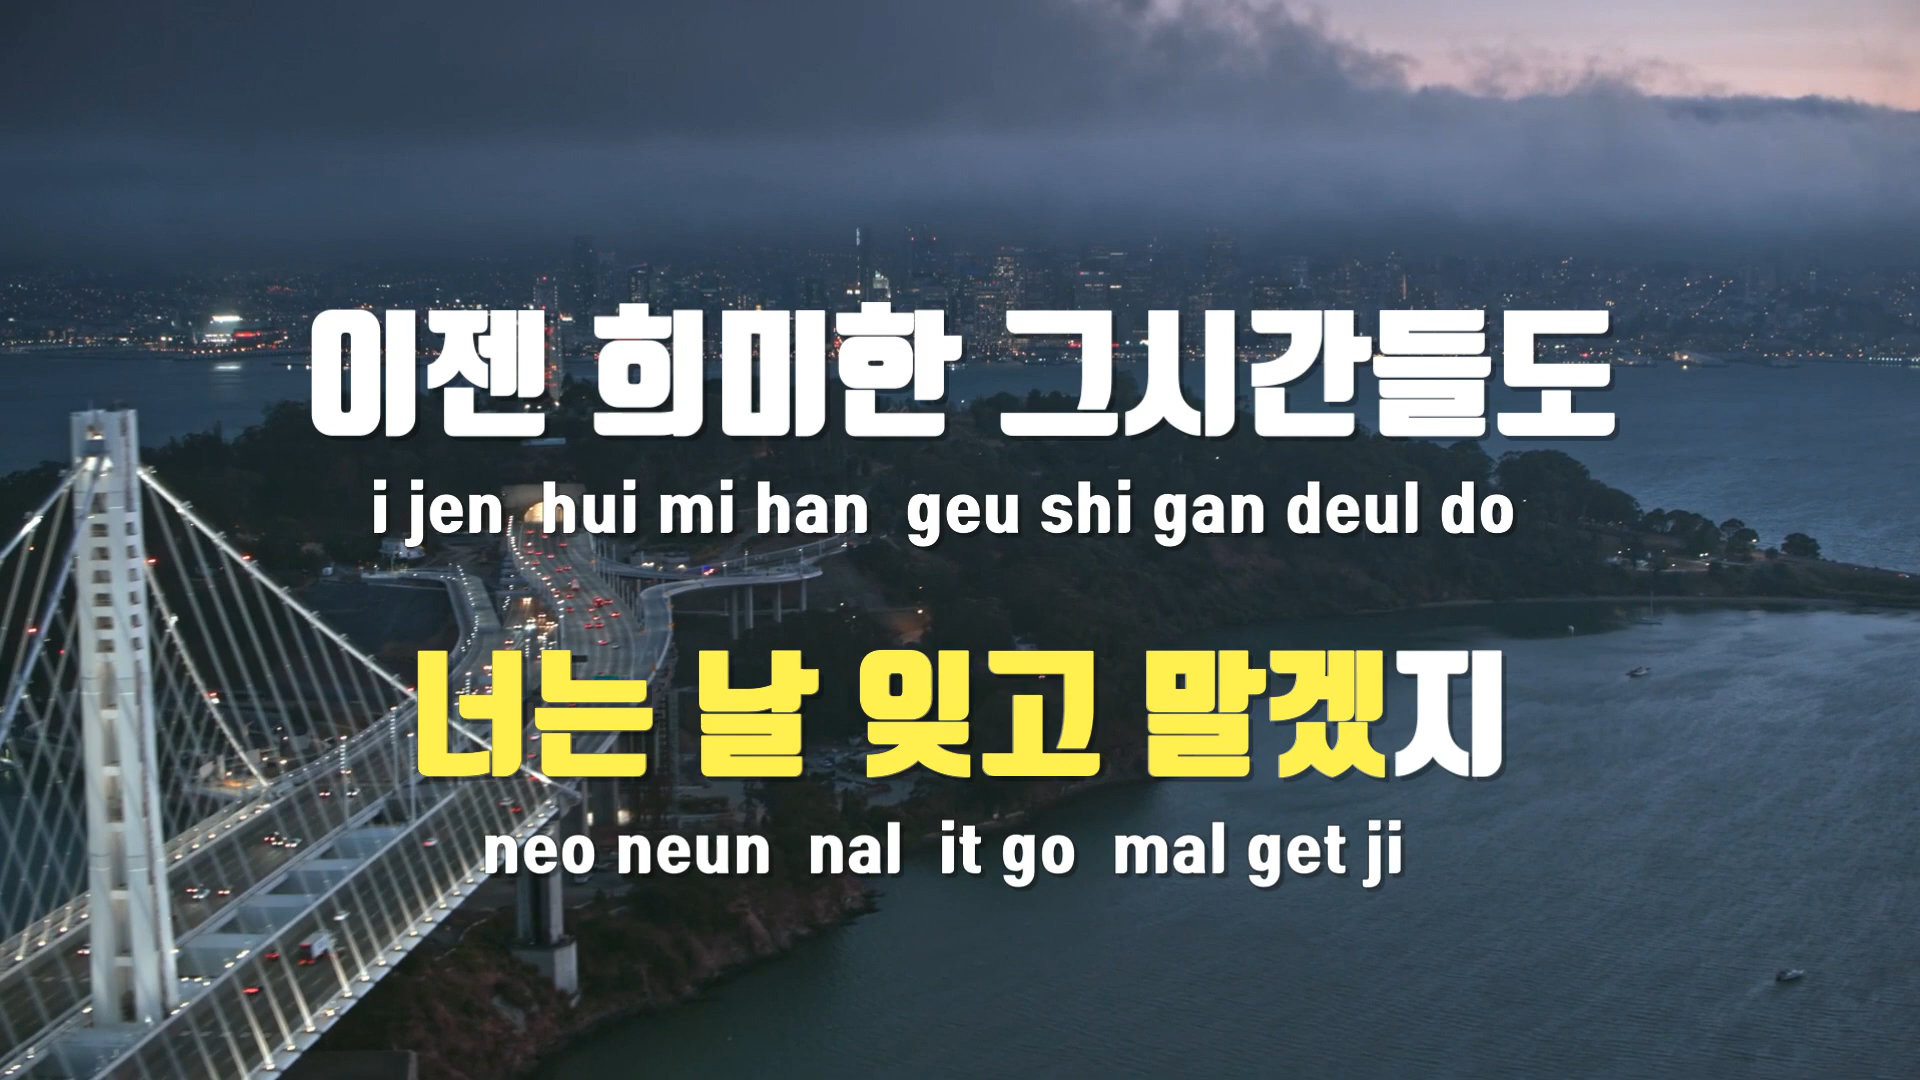 이젠 희미한 그시간들도
i jen hui mi han geu shi gan deul do
너는 날 잊고 말겠지
neo neun nal it go mal get ji